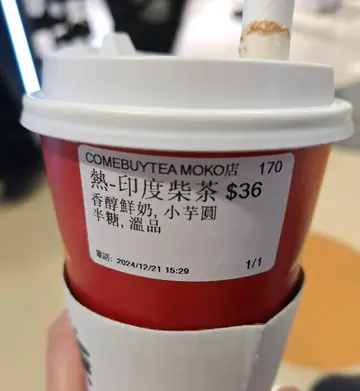 COMEBUYTEA MOKO店 170
熱-印度柴茶 $36
香醇鮮奶, 小芋圓
半糖, 溫品
電話: 2024/12/21 15:29 1/1